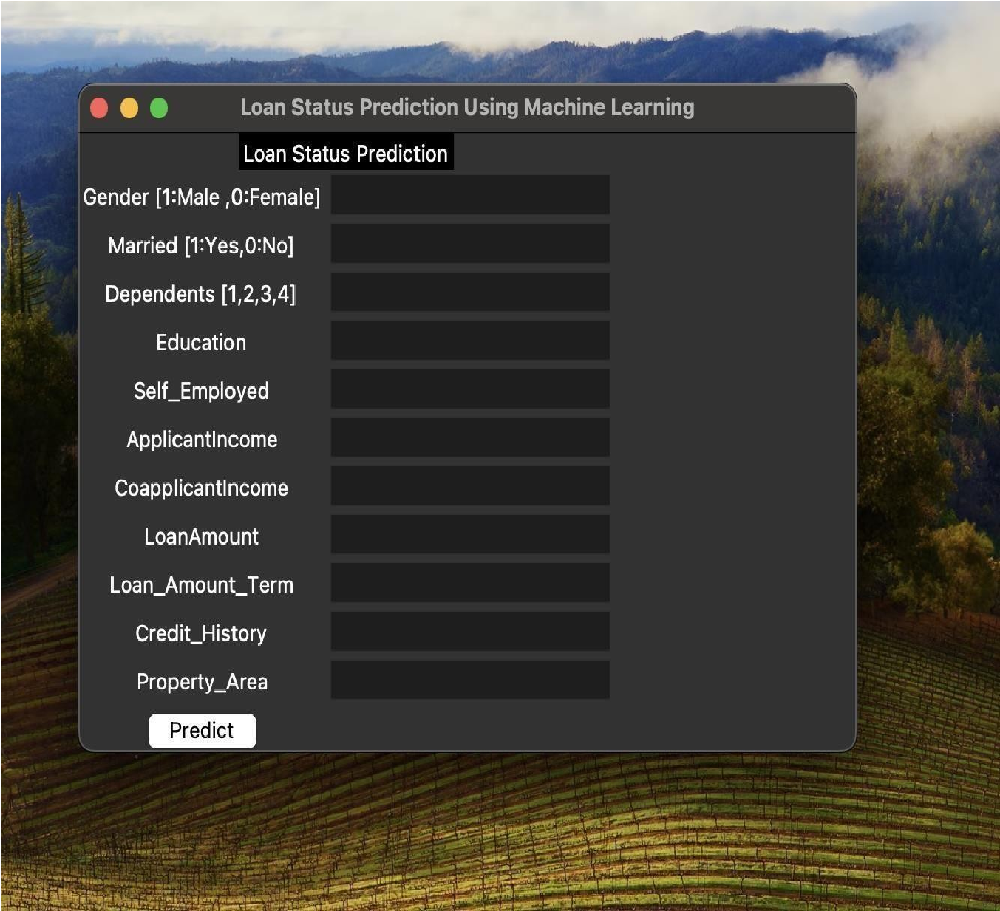 Loan Status Prediction Using Machine Learning
Loan Status Prediction
Gender [1:Male ,0:Female]
Married [1:Yes,0:No]
Dependents [1,2,3,4]
Education
Self_Employed
ApplicantIncome
CoapplicantIncome
LoanAmount
Loan_Amount_Term
Credit_History
Property_Area
Predict